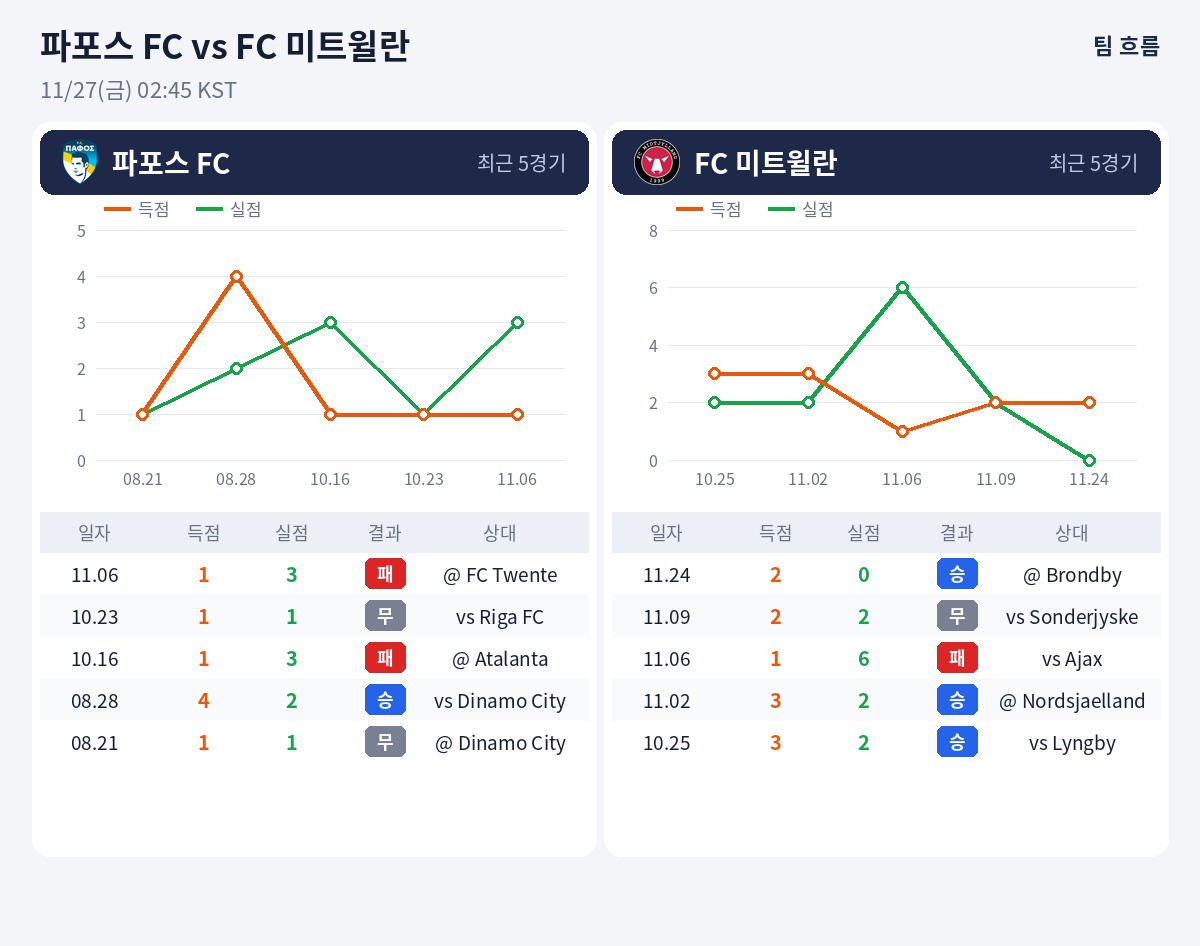 파포스 FC vs FC 미트윌란
팀 흐름
11/27(금) 02:45 KST
ΠΑΦΟΣ
파포스 FC
최근 5경기
득점 실점
5
4
3
2
1
0
08.21 08.28 10.16 10.23 11.06
일자 득점 실점 결과 상대
11.06 1 3 패 @ FC Twente
10.23 1 1 무 vs Riga FC
10.16 1 3 패 @ Atalanta
08.28 4 2 승 vs Dinamo City
08.21 1 1 무 @ Dinamo City
FC MIDTJYLLAND
1999
FC 미트윌란
최근 5경기
득점 실점
8
6
4
2
0
10.25 11.02 11.06 11.09 11.24
일자 득점 실점 결과 상대
11.24 2 0 승 @ Brondby
11.09 2 2 무 vs Sonderjyske
11.06 1 6 패 vs Ajax
11.02 3 2 승 @ Nordsjaelland
10.25 3 2 승 vs Lyngby